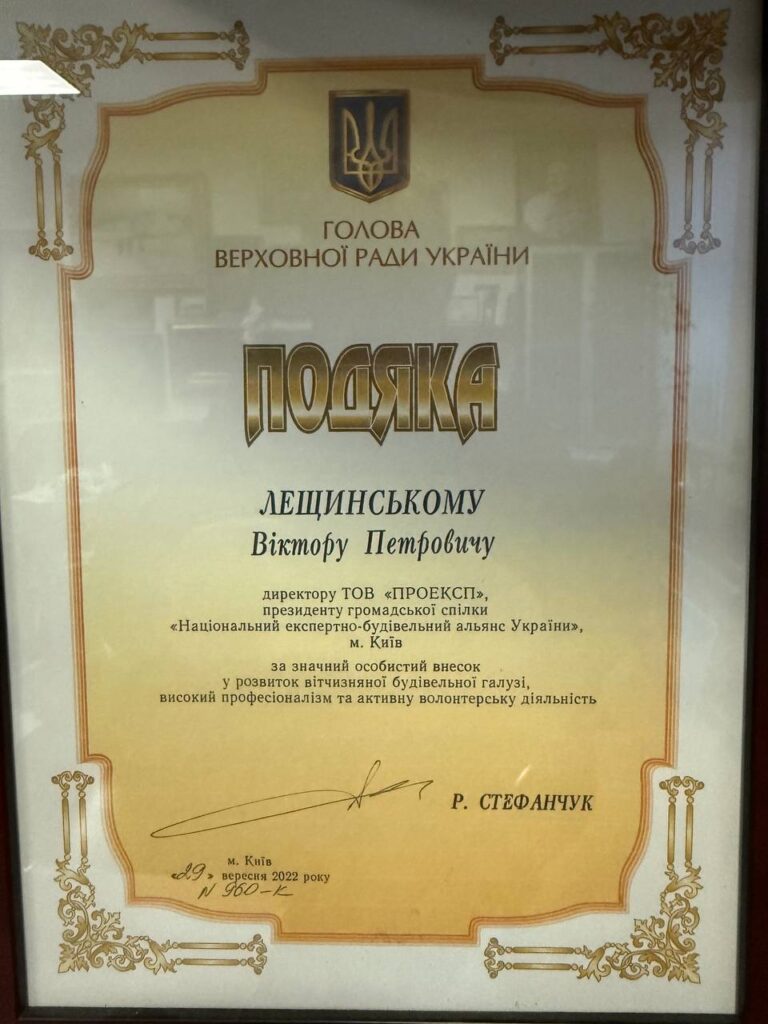 ГОЛОВА
ВЕРХОВНОЇ РАДИ УКРАЇНИ
ПОДЯКА
ЛЕЩИНСЬКОМУ
Віктору Петровичу
директору ТОВ «ПРОЕКСП»,
президенту громадської спілки
«Національний експертно-будівельний альянс України»,
м. Київ
за значний особистий внесок
у розвиток вітчизняної будівельної галузі,
високий професіоналізм та активну волонтерську діяльність
Р. СТЕФАНЧУК
м. Київ
«29» вересня 2022 року
N 960-К